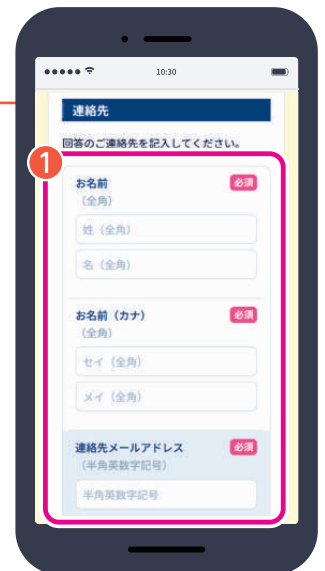 10:30
連絡先
回答のご連絡先を記入してください。
1
お名前 必須
(全角)
姓 (全角)
名 (全角)
お名前 (カナ) 必須
(全角)
セイ (全角)
メイ (全角)
連絡先メールアドレス 必須
(半角英数字記号)
半角英数字記号